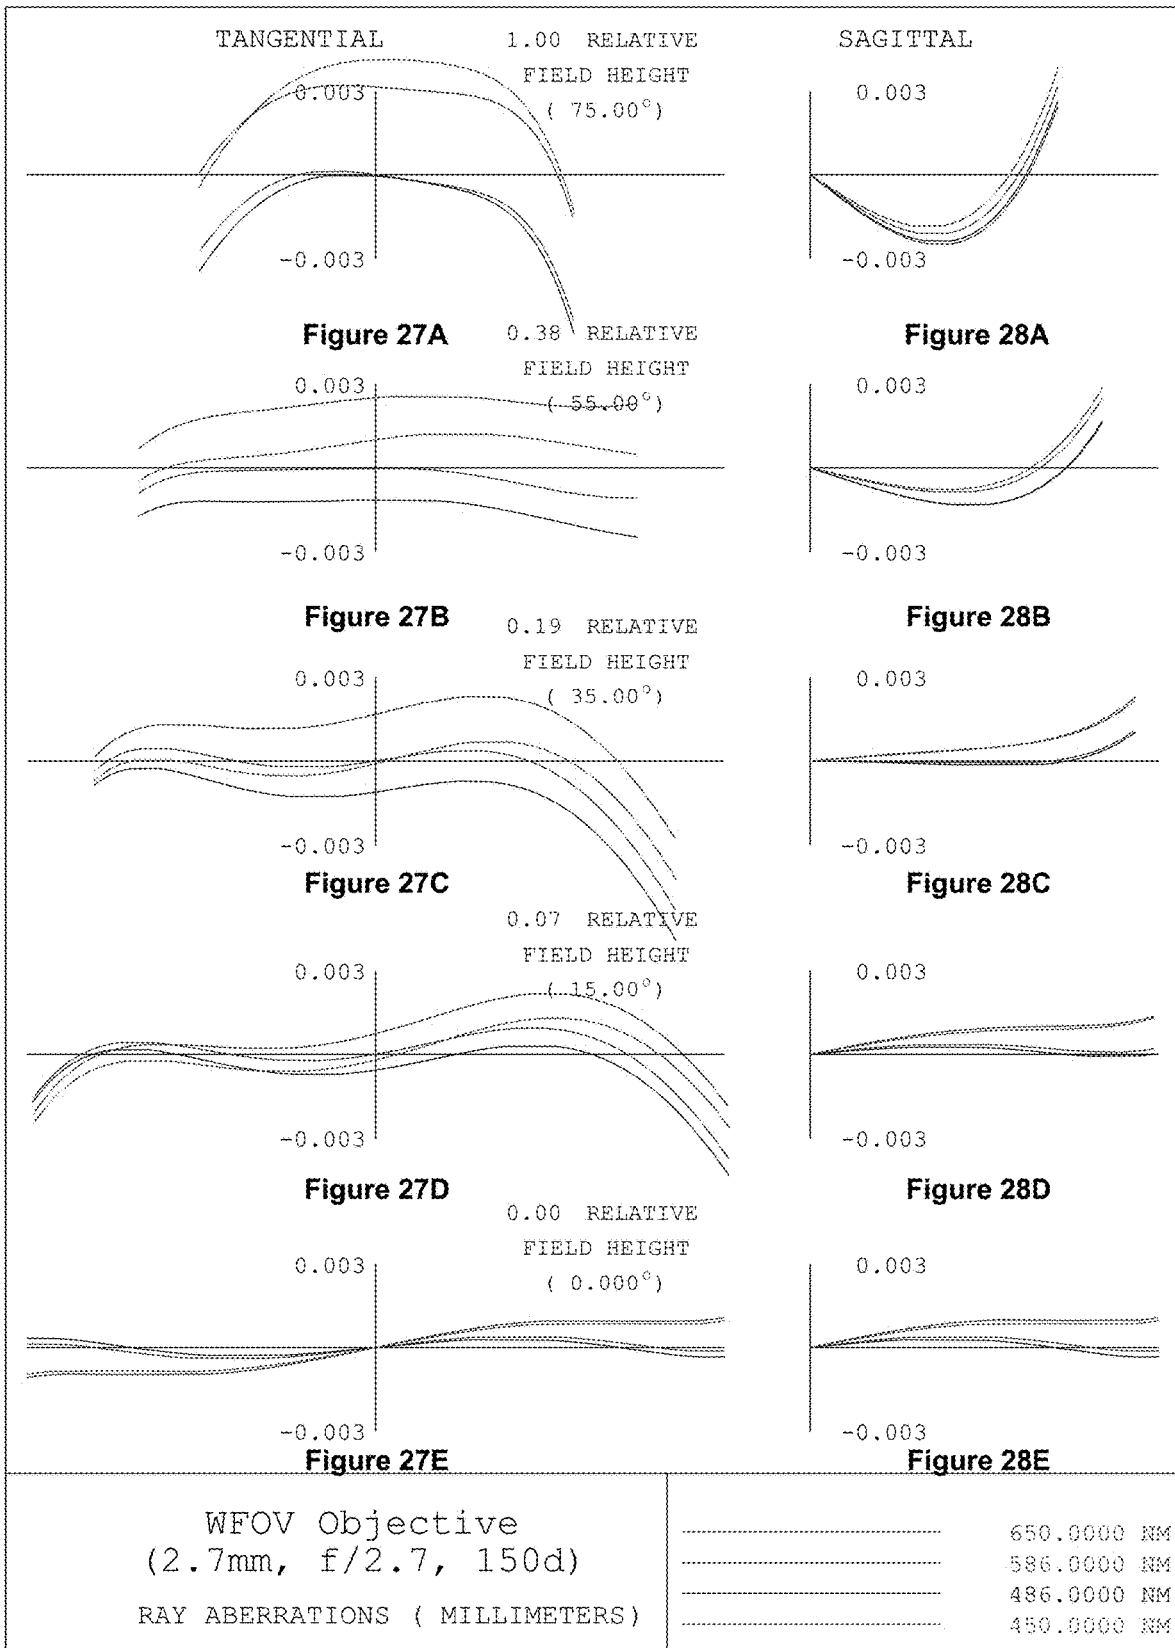 TANGENTIAL
1.00 RELATIVE
FIELD HEIGHT
( 75.00°)
SAGITTAL
0.003
0.003
-0.003
-0.003
Figure 27A
Figure 28A
0.38 RELATIVE
FIELD HEIGHT
( 55.00°)
0.003
0.003
-0.003
-0.003
Figure 27B
Figure 28B
0.19 RELATIVE
FIELD HEIGHT
( 35.00°)
0.003
0.003
-0.003
-0.003
Figure 27C
Figure 28C
0.07 RELATIVE
FIELD HEIGHT
( 15.00°)
0.003
0.003
-0.003
-0.003
Figure 27D
Figure 28D
0.00 RELATIVE
FIELD HEIGHT
( 0.000°)
0.003
0.003
-0.003
-0.003
Figure 27E
Figure 28E
WFOV Objective
(2.7mm, f/2.7, 150d)
RAY ABERRATIONS ( MILLIMETERS)
650.0000 NM
586.0000 NM
486.0000 NM
450.0000 NM